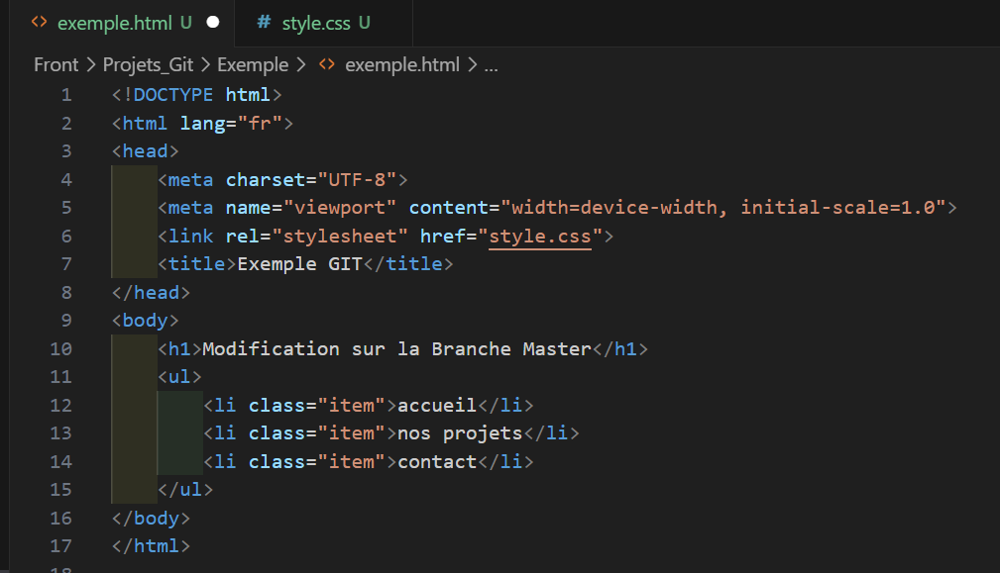 exemple.html U
# style.css U
Front > Projets_Git > Exemple > <> exemple.html > ...
1 <!DOCTYPE html>
2 <html lang="fr">
3 <head>
4     <meta charset="UTF-8">
5     <meta name="viewport" content="width=device-width, initial-scale=1.0">
6     <link rel="stylesheet" href="style.css">
7     <title>Exemple GIT</title>
8 </head>
9 <body>
10     <h1>Modification sur la Branche Master</h1>
11     <ul>
12         <li class="item">accueil</li>
13         <li class="item">nos projets</li>
14         <li class="item">contact</li>
15     </ul>
16 </body>
17 </html>
18